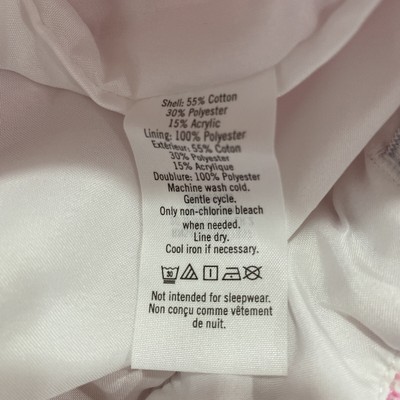 Shell: 55% Cotton
30% Polyester
15% Acrylic
Lining: 100% Polyester
Extérieur: 55% Coton
30% Polyester
15% Acrylique
Doublure: 100% Polyester
Machine wash cold.
Gentle cycle.
Only non-chlorine bleach
when needed.
Line dry.
Cool iron if necessary.
30
Not intended for sleepwear.
Non conçu comme vêtement
de nuit.